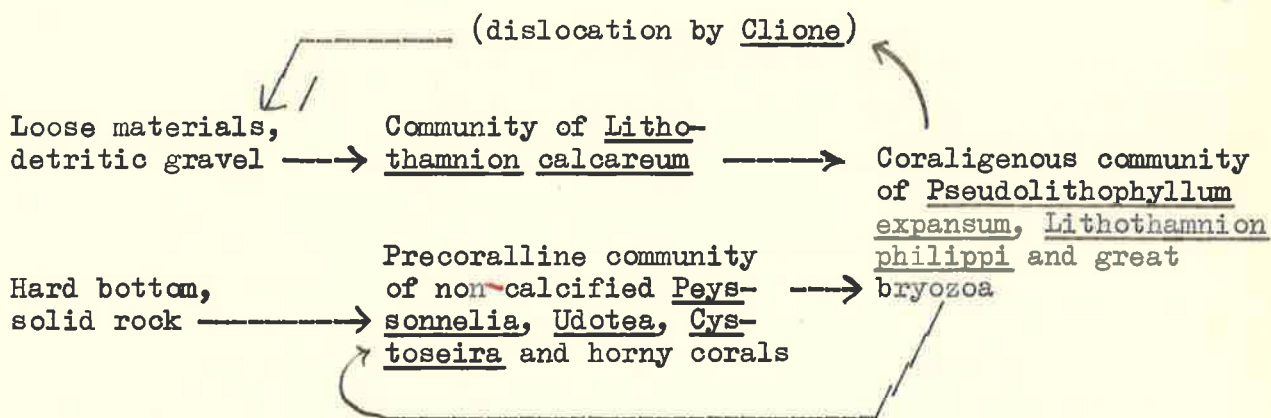 (dislocation by Clione)
Loose materials,
detritic gravel
Community of Litho-
thamnion calcareum
Coraligenous community
of Pseudolithophyllum
expansum, Lithothamnion
philippi and great
bryozoa
Hard bottom,
solid rock
Precoralline community
of non-calcified Peys-
sonnelia, Udotea, Cys-
toseira and horny corals